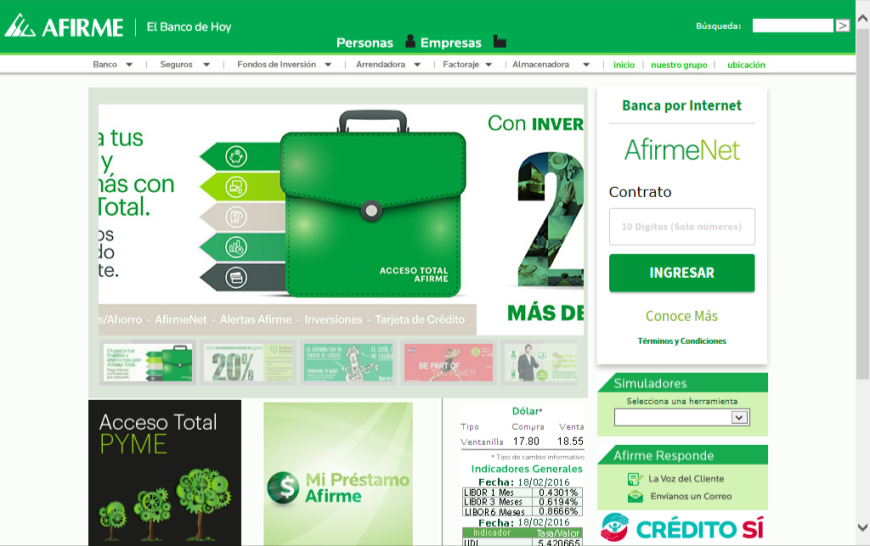 AFIRME
El Banco de Hoy
Búsqueda:
>
Personas
Empresas
Banco
Seguros
Fondos de Inversión
Arrendadora
Factoraje
Almacenadora
inicio
nuestro grupo
ubicación
a tus
y
más con
Total.
os
do
te.
ACCESO TOTAL
AFIRME
s/Ahorro - AfirmeNet - Alertas Afirme - Inversiones - Tarjeta de Crédito
Con INVER
2
MÁS DE
20%
BE PART OF
Banca por Internet
AfirmeNet
Contrato
10 Digitos (Solo números)
INGRESAR
Conoce Más
Términos y Condiciones
Simuladores
Selecciona una herramienta
Afirme Responde
La Voz del Cliente
Envíanos un Correo
CRÉDITO SÍ
Acceso Total
PYME
$
Mi Préstamo
Afirme
Dólar*
Tipo Compra Venta
Ventanilla 17.80 18.55
* Tipo de cambio informativo
Indicadores Generales
Fecha: 18/02/2016
LIBOR 1 Mes 0.4301%
LIBOR 3 Meses 0.6194%
LIBOR 6 Meses 0.8666%
Fecha: 18/02/2016
Indicador Tasa/Valor
UDI 5.420665